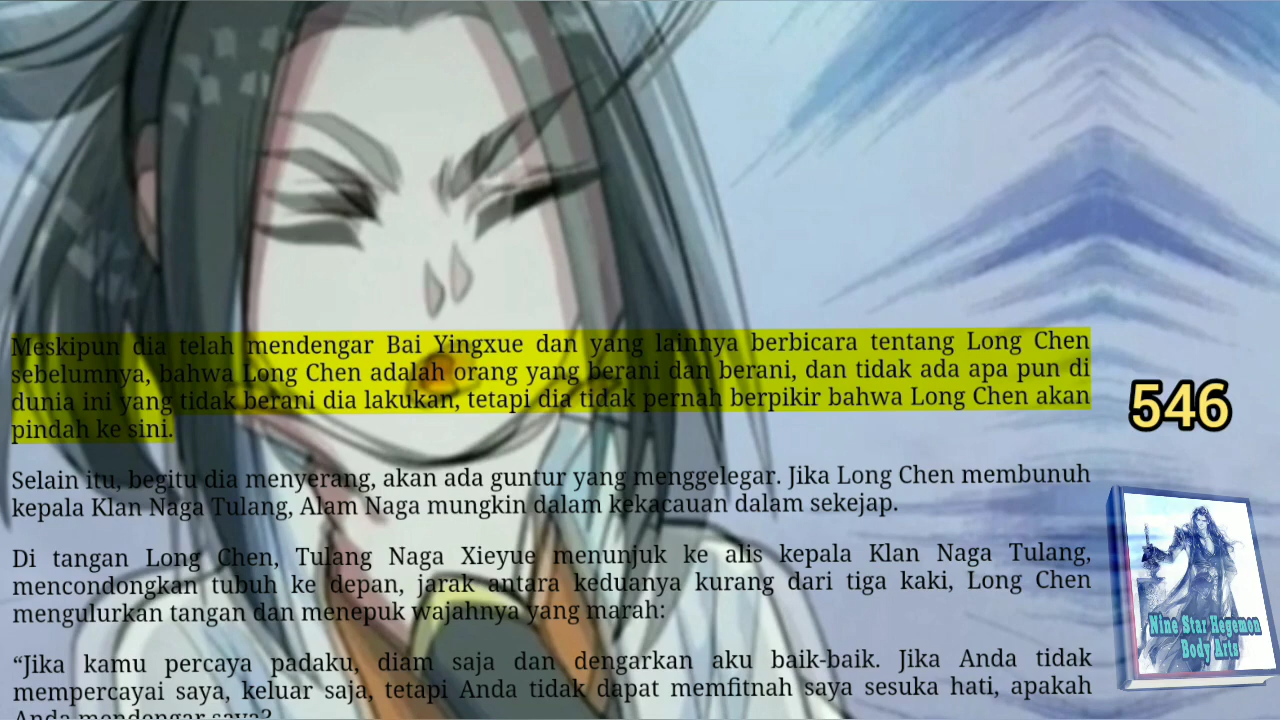 Meskipun dia telah mendengar Bai Yingxue dan yang lainnya berbicara tentang Long Chen
sebelumnya, bahwa Long Chen adalah orang yang berani dan berani, dan tidak ada apa pun di
dunia ini yang tidak berani dia lakukan, tetapi dia tidak pernah berpikir bahwa Long Chen akan
pindah ke sini.
Selain itu, begitu dia menyerang, akan ada guntur yang menggelegar. Jika Long Chen membunuh
kepala Klan Naga Tulang, Alam Naga mungkin dalam kekacauan dalam sekejap.
Di tangan Long Chen, Tulang Naga Xieyue menunjuk ke alis kepala Klan Naga Tulang,
mencondongkan tubuh ke depan, jarak antara keduanya kurang dari tiga kaki, Long Chen
mengulurkan tangan dan menepuk wajahnya yang marah:
“Jika kamu percaya padaku, diam saja dan dengarkan aku baik-baik. Jika Anda tidak
mempercayai saya, keluar saja, tetapi Anda tidak dapat memfitnah saya sesuka hati, apakah
Anda mendengar saya?
546
Nine Star Hegemon
Body Arts